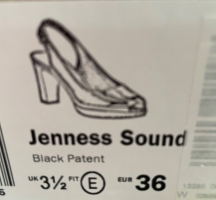 Jenness Sound
Black Patent
UK 3½ FIT E EUR 36